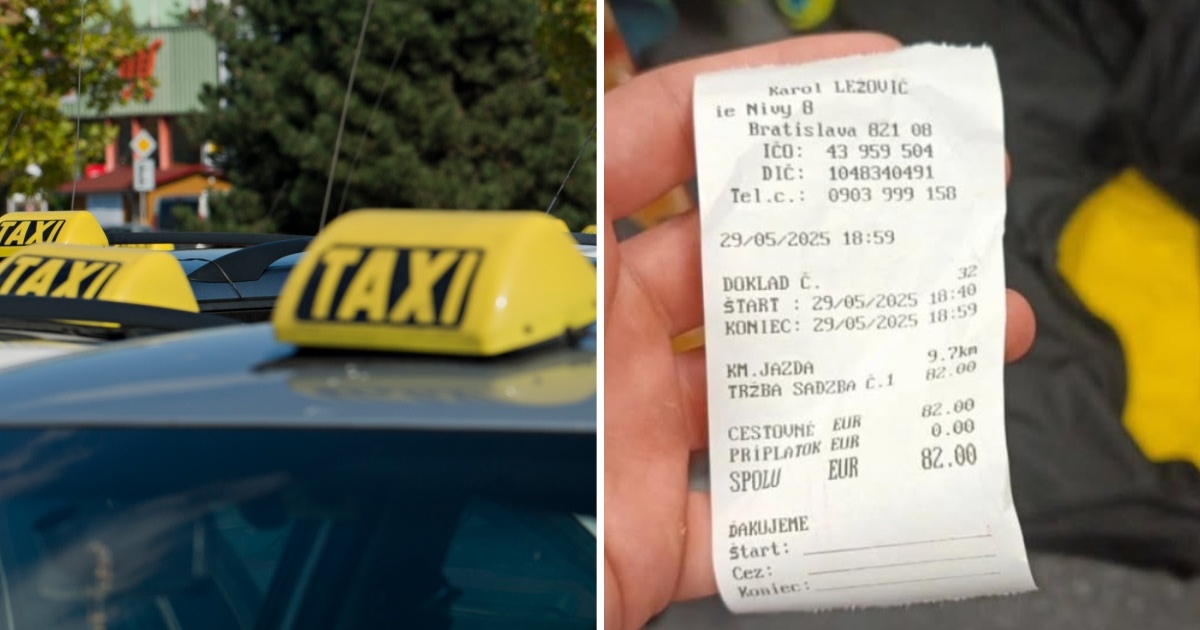 TAXI
TAXI
TAXI
Karol LEŽOVIČ
ie Nivy 8
Bratislava 821 08
IČO: 43 959 504
DIČ: 1048340491
Tel.c.: 0903 999 158
29/05/2025 18:59
DOKLAD Č. 32
ŠTART : 29/05/2025 18:40
KONIEC: 29/05/2025 18:59
KM.JAZDA 9.7km
TRŽBA SADZBA Č.1 82.00
CESTOVNÉ EUR 82.00
PRÍPLATOK EUR 0.00
SPOLU EUR 82.00
ĎAKUJEME
Štart:
Cez:
Koniec: